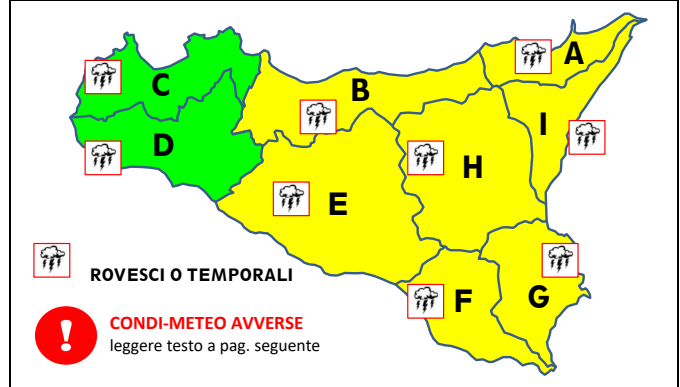 A
C
B
I
D
H
E
ROVESCI O TEMPORALI
F
G
!
CONDI-METEO AVVERSE
leggere testo a pag. seguente